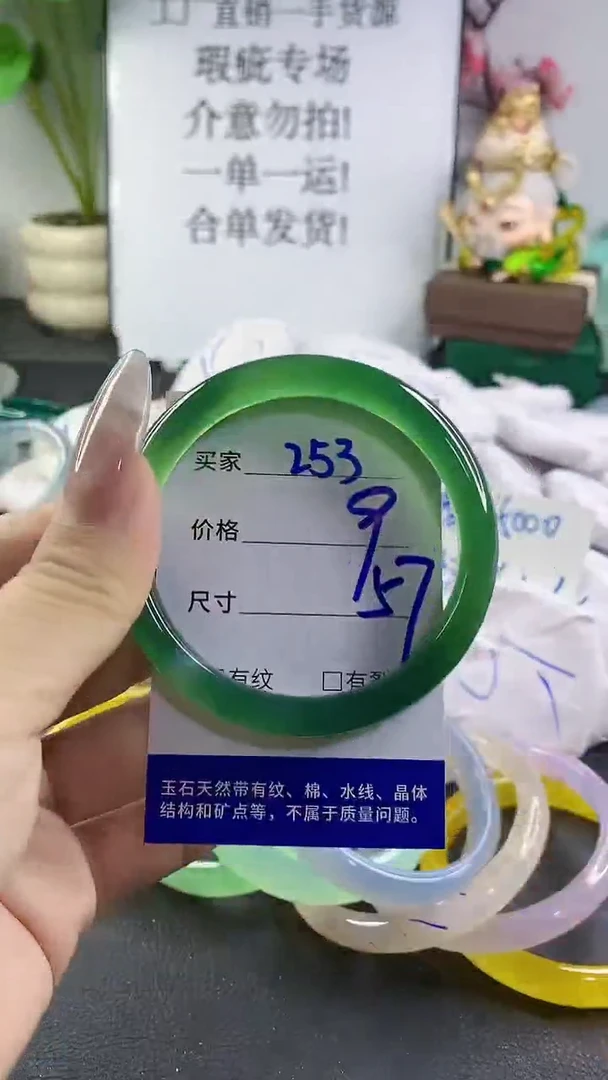 工厂直销一手货源
瑕疵专场
介意勿拍!
一单一运!
合单发货!
买家 253
价格 9
尺寸 57
有纹 □有裂
玉石天然带有纹、棉、水线、晶体
结构和矿点等，不属于质量问题。